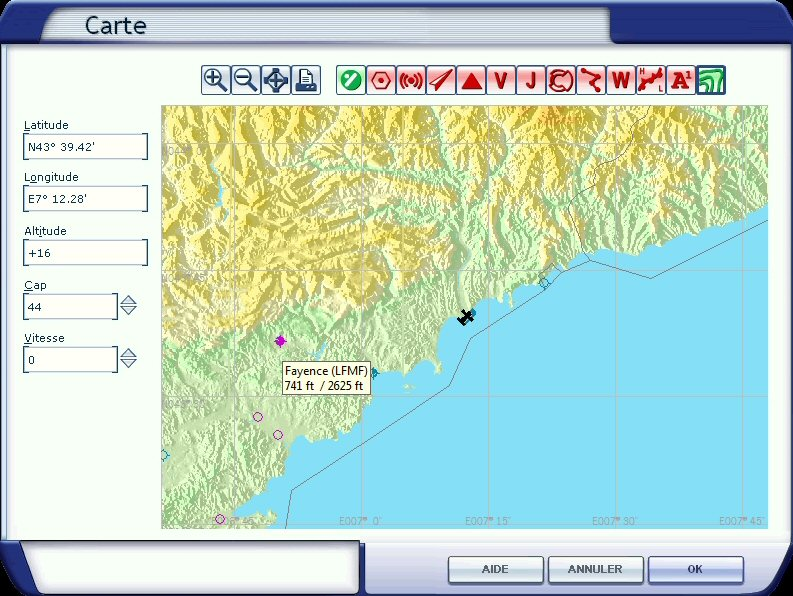 Carte
V J W H L A1
Latitude
N43° 39.42'
Longitude
E7° 12.28'
Altitude
+16
Cap
44
Vitesse
0
Fayence (LFMF)
741 ft / 2625 ft
E007° 0' E007° 15' E007° 30' E007° 45'
AIDE ANNULER OK